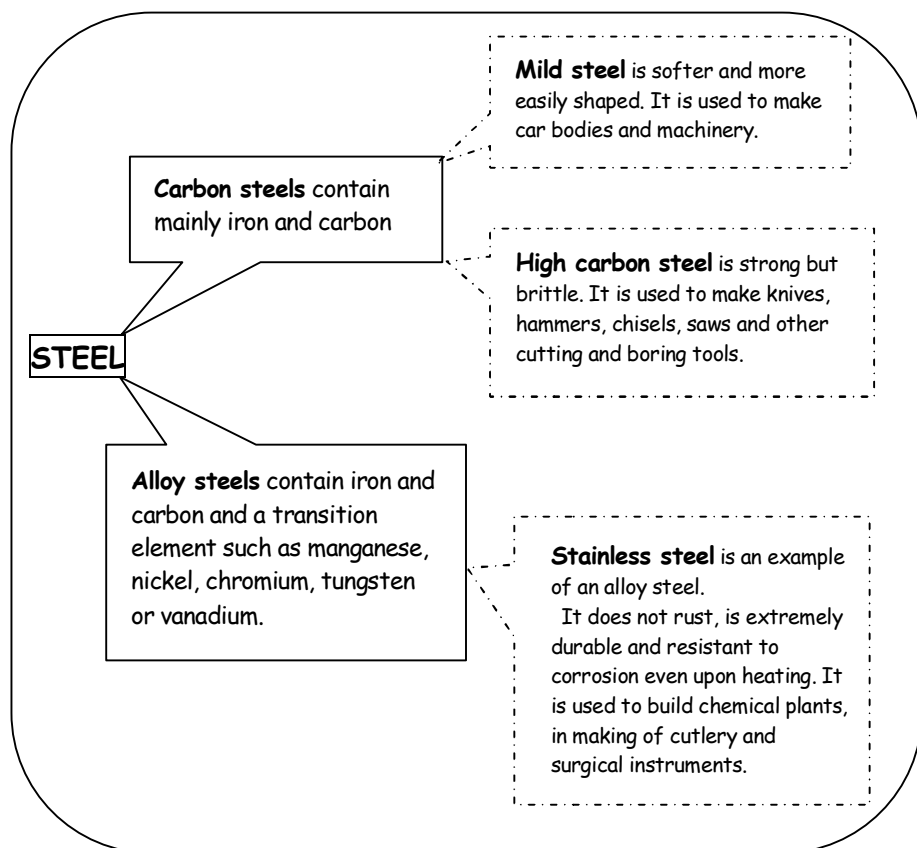 Mild steel is softer and more
easily shaped. It is used to make
car bodies and machinery.
Carbon steels contain
mainly iron and carbon
High carbon steel is strong but
brittle. It is used to make knives,
hammers, chisels, saws and other
cutting and boring tools.
STEEL
Alloy steels contain iron and
carbon and a transition
element such as manganese,
nickel, chromium, tungsten
or vanadium.
Stainless steel is an example
of an alloy steel.
It does not rust, is extremely
durable and resistant to
corrosion even upon heating. It
is used to build chemical plants,
in making of cutlery and
surgical instruments.